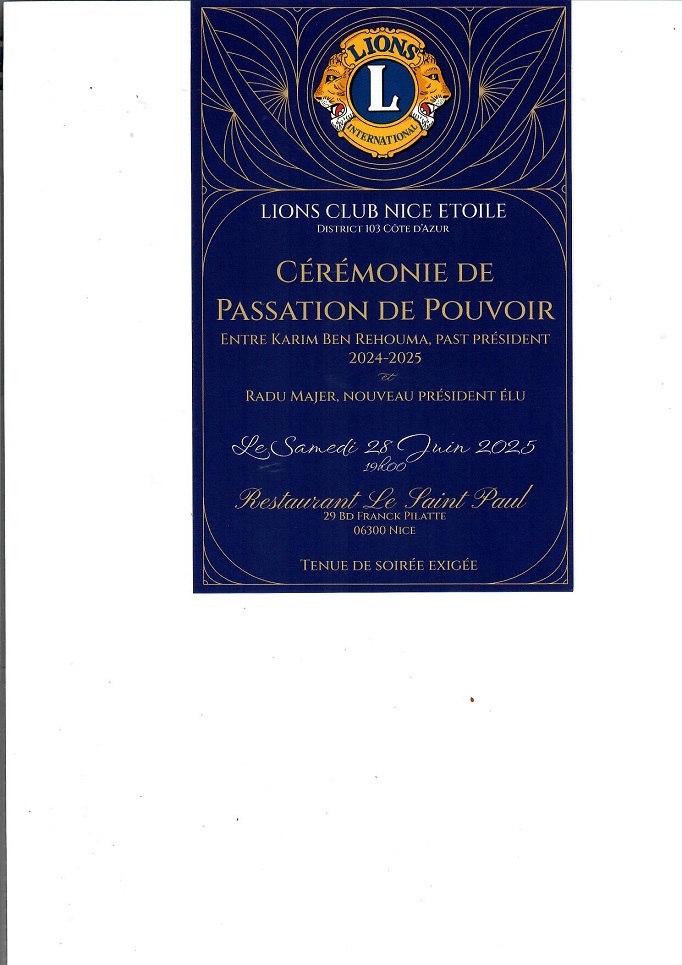 LIONS
L
INTERNATIONAL
LIONS CLUB NICE ETOILE
DISTRICT 103 CÔTE D'AZUR
CÉRÉMONIE DE
PASSATION DE POUVOIR
ENTRE KARIM BEN REHOUMA, PAST PRÉSIDENT
2024-2025
et
RADU MAJER, NOUVEAU PRÉSIDENT ÉLU
Le Samedi 28 Juin 2025
19h00
Restaurant Le Saint Paul
29 BD FRANCK PILATTE
06300 NICE
TENUE DE SOIRÉE EXIGÉE